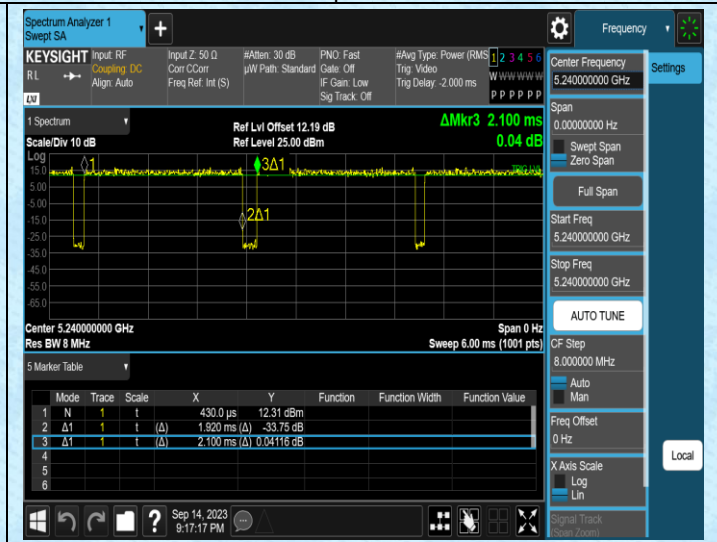 Spectrum Analyzer 1
Swept SA
+
Frequency
KEYSIGHT
RL
LXI
Input: RF
Coupling: DC
Align: Auto
Input Z: 50 Ω
Corr CCorr
Freq Ref: Int (S)
#Atten: 30 dB
µW Path: Standard
PNO: Fast
Gate: Off
IF Gain: Low
Sig Track: Off
#Avg Type: Power (RMS
Trig: Video
Trig Delay: -2.000 ms
1 2 3 4 5 6
W W W W W W
P P P P P P
1 Spectrum
Scale/Div 10 dB
Log
Ref Lvl Offset 12.19 dB
Ref Level 25.00 dBm
ΔMkr3 2.100 ms
0.04 dB
15.0
5.00
-5.00
-15.0
-25.0
-35.0
-45.0
-55.0
-65.0
1
3Δ1
2Δ1
TRIG LVL
Center 5.240000000 GHz
Res BW 8 MHz
Span 0 Hz
Sweep 6.00 ms (1001 pts)
5 Marker Table
Mode Trace Scale X Y Function Function Width Function Value
1 N 1 t 430.0 µs 12.31 dBm
2 Δ1 1 t (Δ) 1.920 ms (Δ) -33.75 dB
3 Δ1 1 t (Δ) 2.100 ms (Δ) 0.04116 dB
4
5
6
?
Sep 14, 2023
9:17:17 PM
Center Frequency
5.240000000 GHz
Settings
Span
0.00000000 Hz
Swept Span
Zero Span
Full Span
Start Freq
5.240000000 GHz
Stop Freq
5.240000000 GHz
AUTO TUNE
CF Step
8.000000 MHz
Auto
Man
Freq Offset
0 Hz
X Axis Scale
Log
Lin
Signal Track
(Span Zoom)
Local